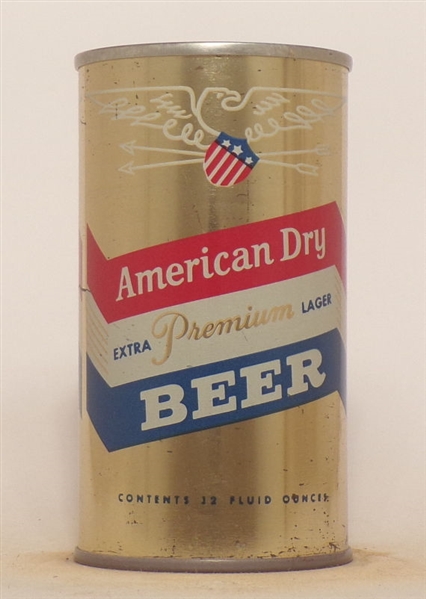 American Dry
EXTRA Premium LAGER
BEER
CONTENTS 12 FLUID OUNCES